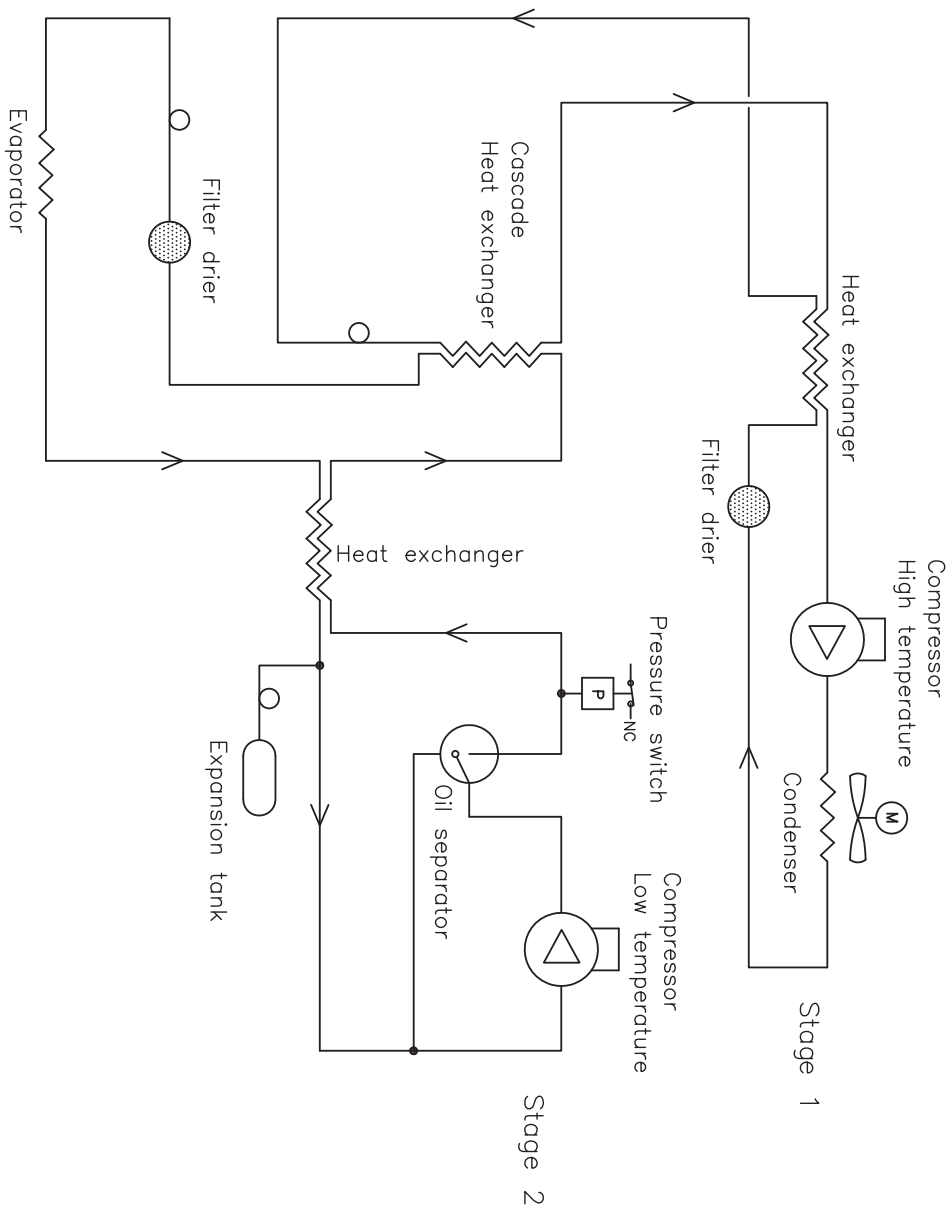 Stage 1
Compressor
High temperature
M
Condenser
Heat exchanger
Filter drier
Stage 2
Compressor
Low temperature
Pressure switch
NC
P
Oil separator
Cascade
Heat exchanger
Heat exchanger
Expansion tank
Filter drier
Evaporator